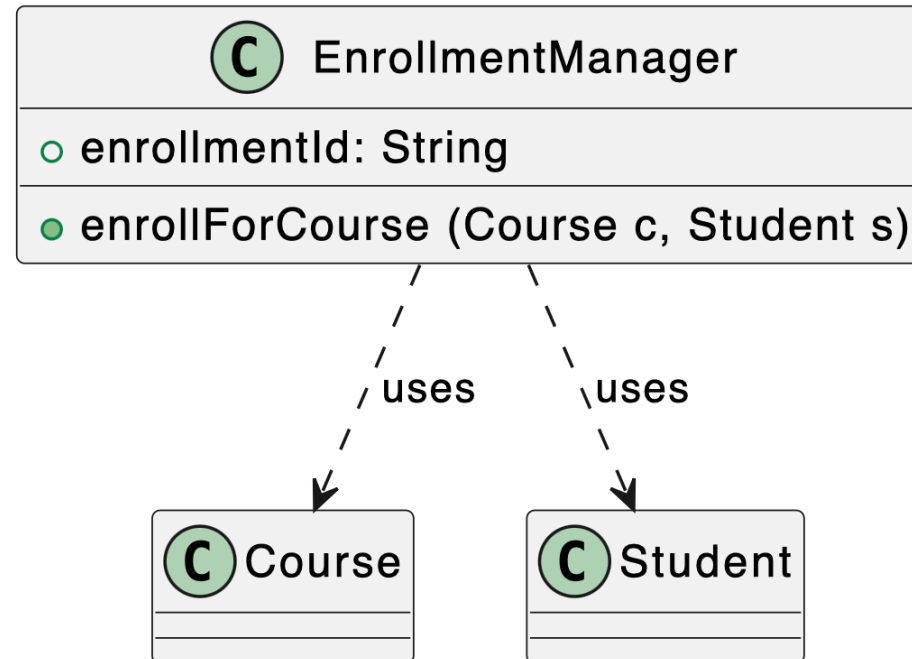 C EnrollmentManager
enrollmentId: String
enrollForCourse (Course c, Student s)
uses uses
C Course C Student